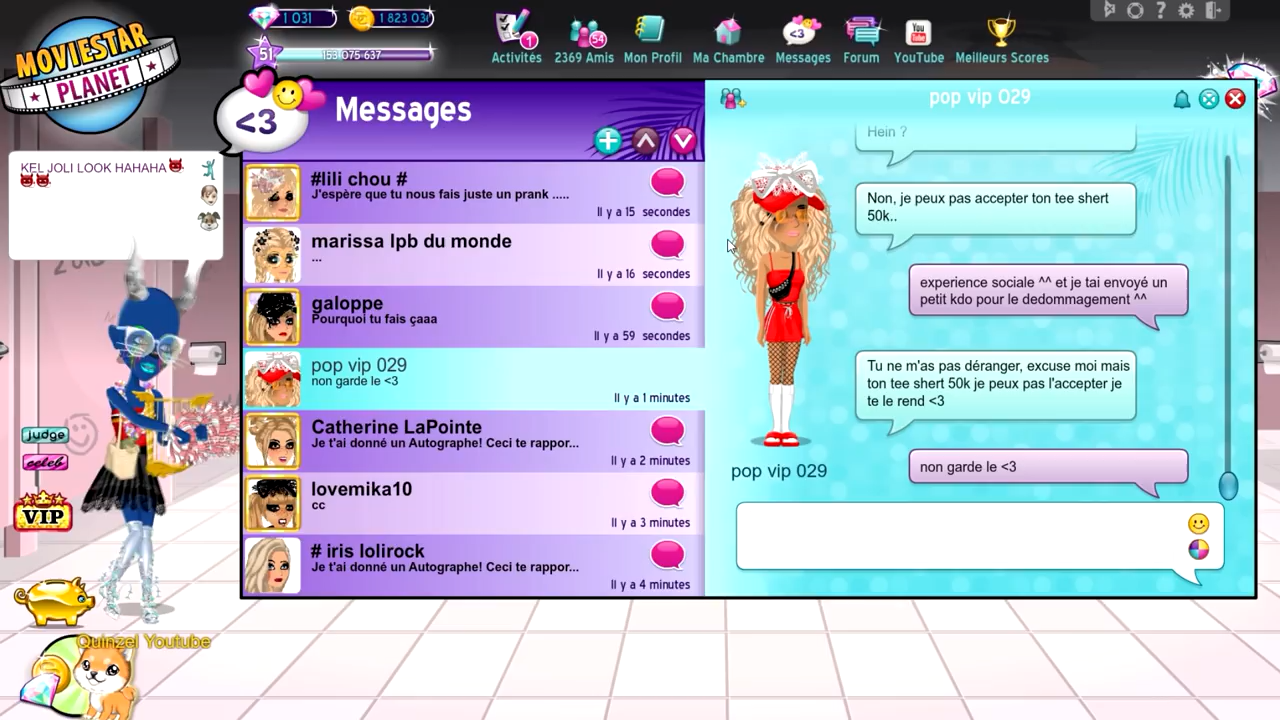 MOVIESTAR
PLANET
1 031
1 823 03
51
153 075 637
1
Activités
54
2369 Amis
Mon Profil
Ma Chambre
<3
Messages
Forum
You
Tube
YouTube
Meilleurs Scores
KEL JOLI LOOK HAHAHA
judge
celeb
VIP
Quinzel Youtube
<3
Messages
#lili chou #
J'espère que tu nous fais juste un prank .....
Il y a 15 secondes
marissa lpb du monde
...
Il y a 16 secondes
galoppe
Pourquoi tu fais çaaa
Il y a 59 secondes
pop vip 029
non garde le <3
Il y a 1 minutes
Catherine LaPointe
Je t'ai donné un Autographe! Ceci te rappor...
Il y a 2 minutes
lovemika10
cc
Il y a 3 minutes
# iris lolirock
Je t'ai donné un Autographe! Ceci te rappor...
Il y a 4 minutes
pop vip 029
Hein ?
Non, je peux pas accepter ton tee shert
50k..
experience sociale ^^ et je tai envoyé un
petit kdo pour le dedommagement ^^
Tu ne m'as pas déranger, excuse moi mais
ton tee shert 50k je peux pas l'accepter je
te le rend <3
non garde le <3
pop vip 029